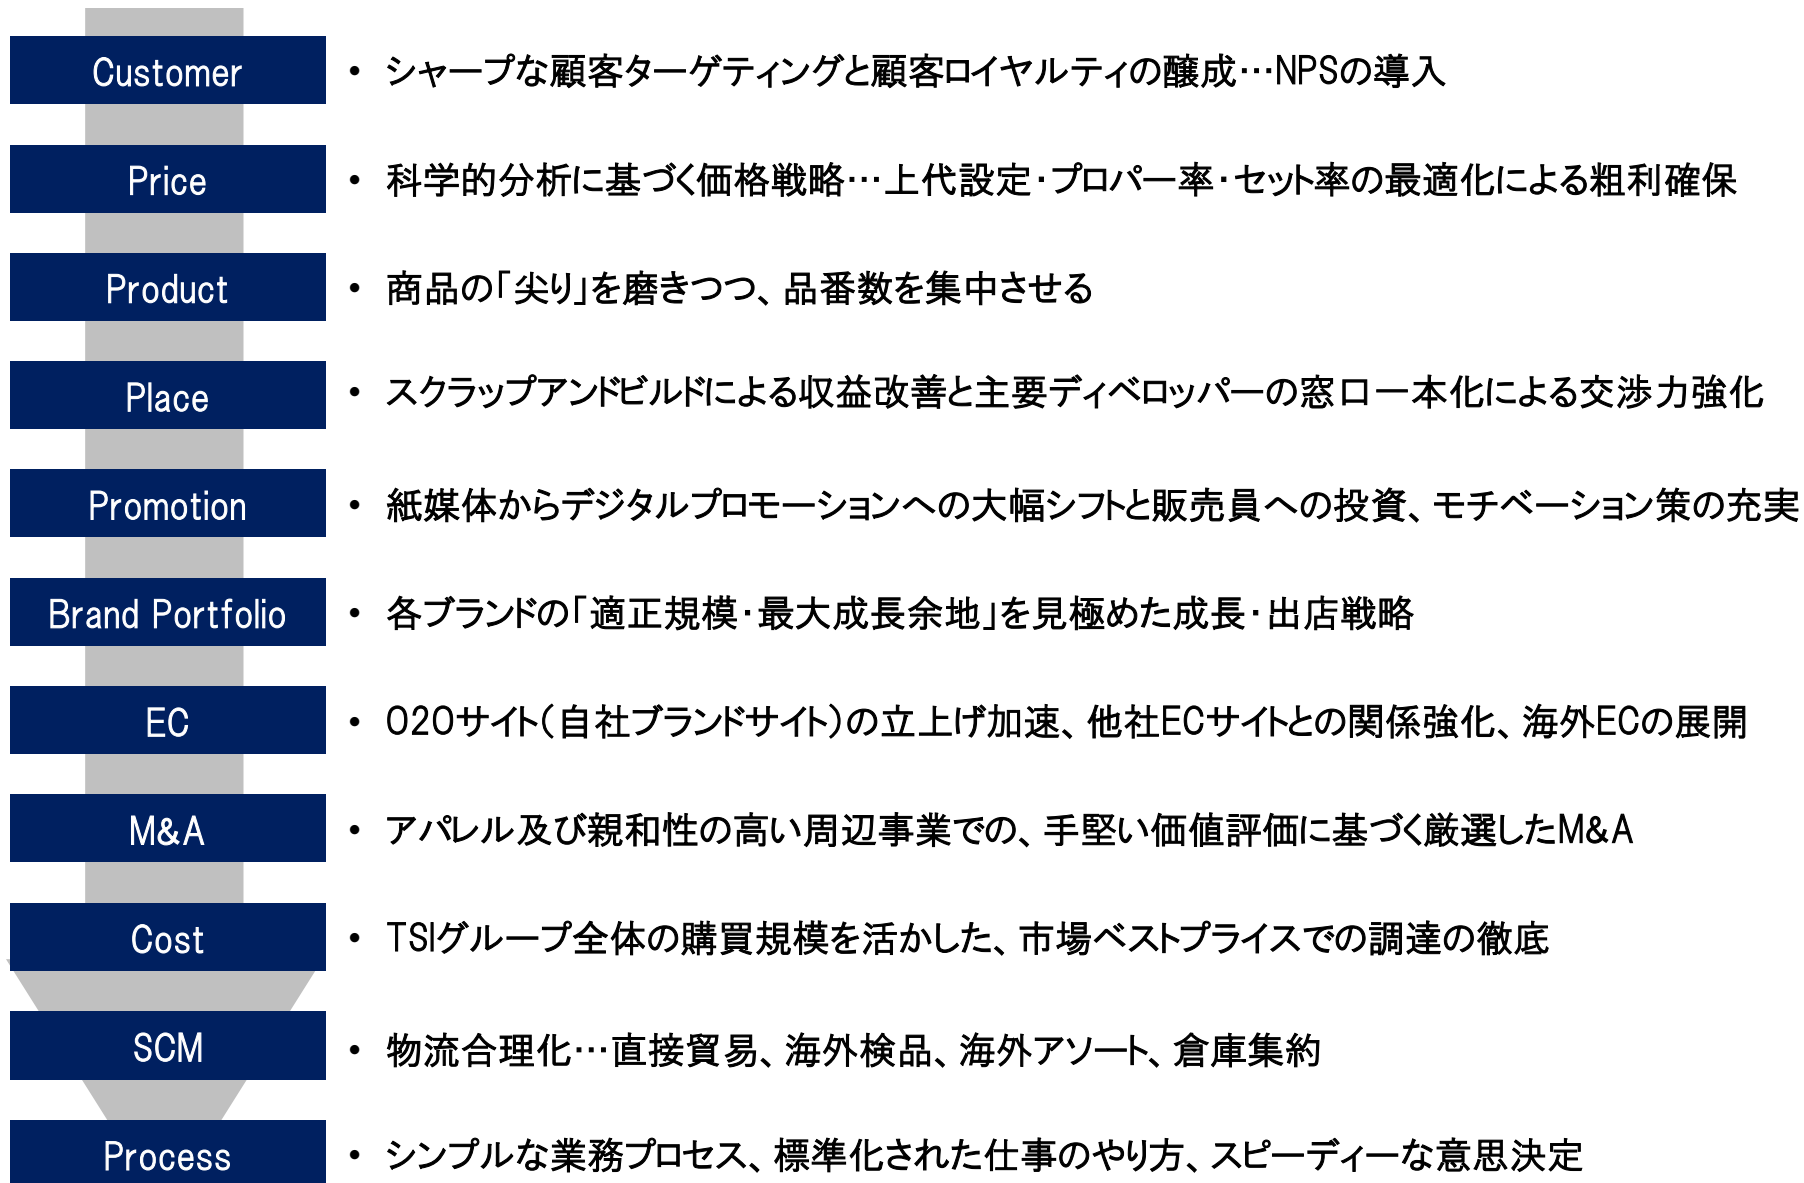 Customer
• シャープな顧客ターゲティングと顧客ロイヤルティの醸成…NPSの導入
Price
• 科学的分析に基づく価格戦略…上代設定・プロパー率・セット率の最適化による粗利確保
Product
• 商品の「尖り」を磨きつつ、品番数を集中させる
Place
• スクラップアンドビルドによる収益改善と主要ディベロッパーの窓口一本化による交渉力強化
Promotion
• 紙媒体からデジタルプロモーションへの大幅シフトと販売員への投資、モチベーション策の充実
Brand Portfolio
• 各ブランドの「適正規模・最大成長余地」を見極めた成長・出店戦略
EC
• O2Oサイト（自社ブランドサイト）の立上げ加速、他社ECサイトとの関係強化、海外ECの展開
M&A
• アパレル及び親和性の高い周辺事業での、手堅い価値評価に基づく厳選したM&A
Cost
• TSIグループ全体の購買規模を活かした、市場ベストプライスでの調達の徹底
SCM
• 物流合理化…直接貿易、海外検品、海外アソート、倉庫集約
Process
• シンプルな業務プロセス、標準化された仕事のやり方、スピーディーな意思決定